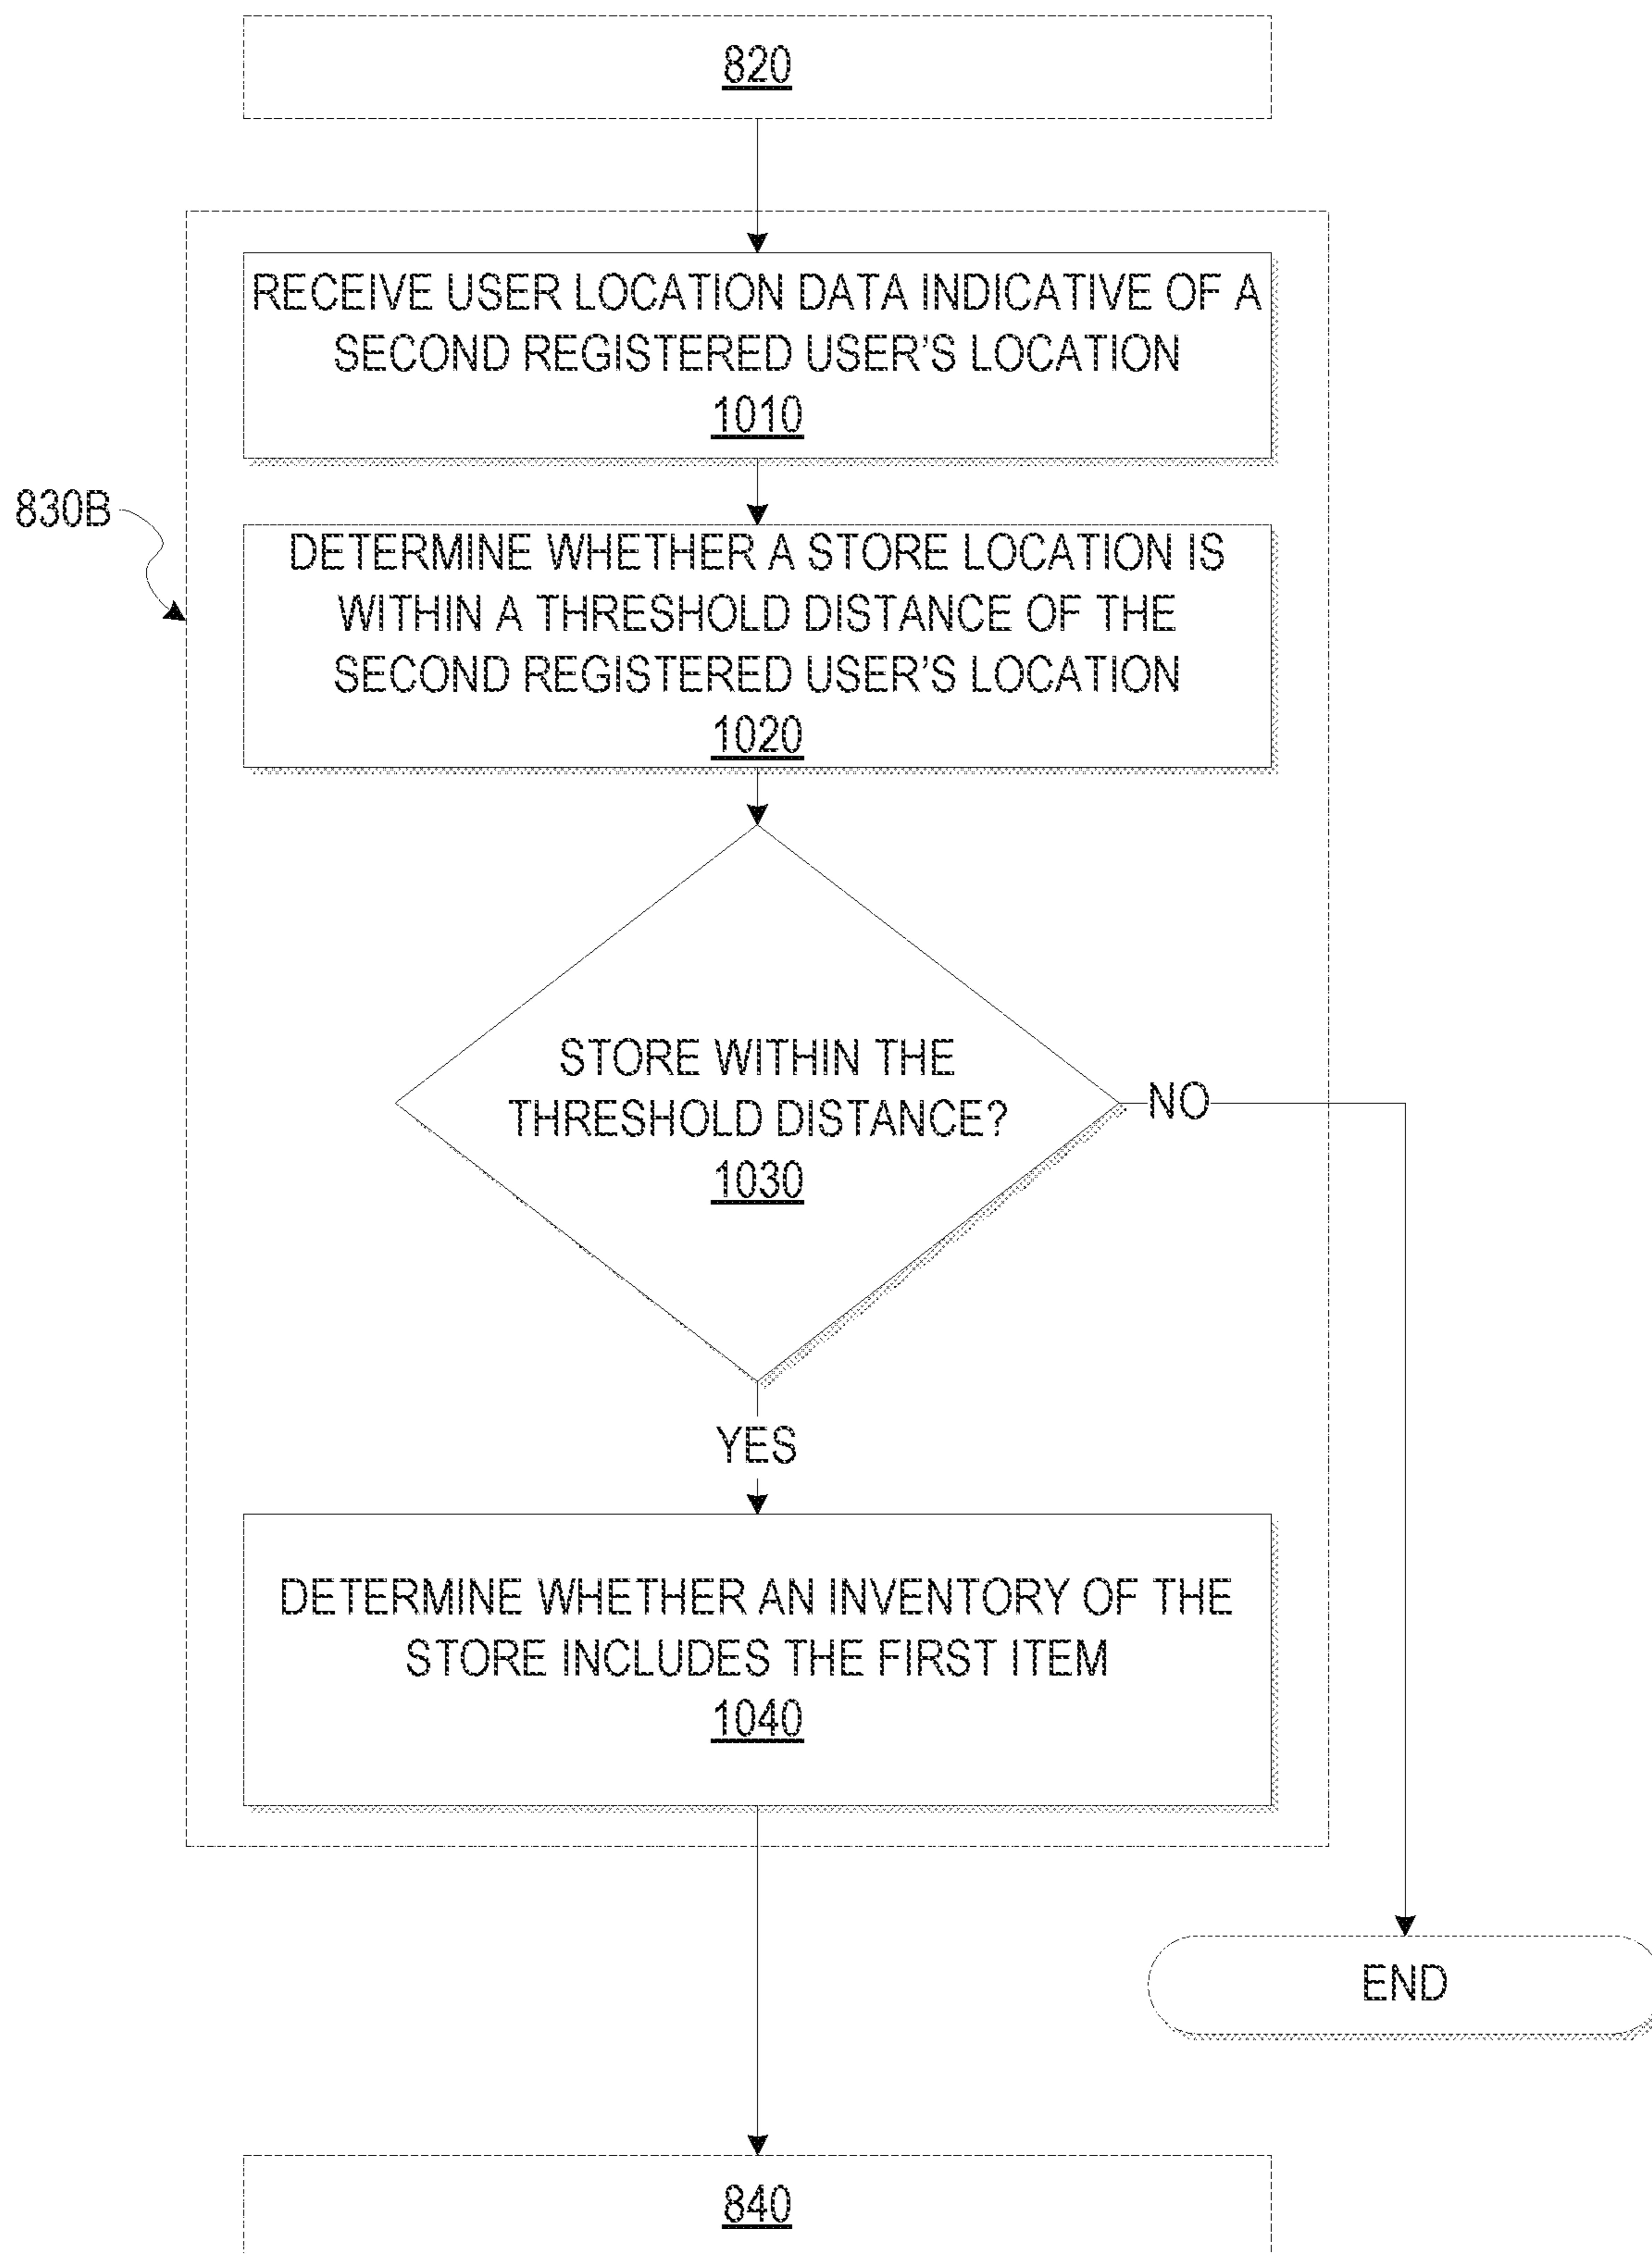 820
RECEIVE USER LOCATION DATA INDICATIVE OF A
SECOND REGISTERED USER'S LOCATION
1010
830B
DETERMINE WHETHER A STORE LOCATION IS
WITHIN A THRESHOLD DISTANCE OF THE
SECOND REGISTERED USER'S LOCATION
1020
STORE WITHIN THE
THRESHOLD DISTANCE?
1030
NO
YES
DETERMINE WHETHER AN INVENTORY OF THE
STORE INCLUDES THE FIRST ITEM
1040
END
840